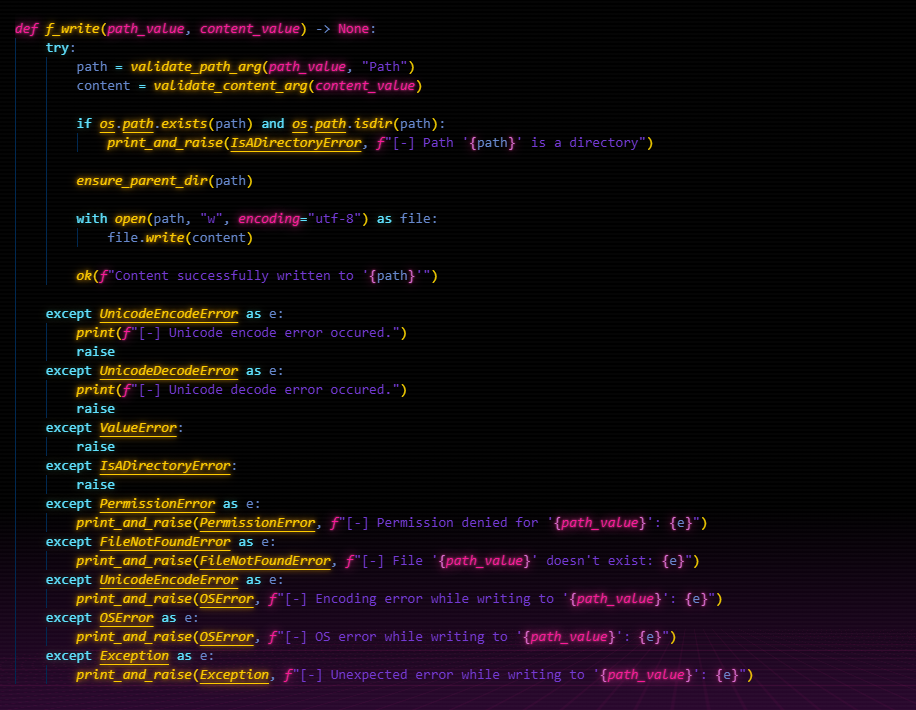 def f_write(path_value, content_value) -> None:
    try:
        path = validate_path_arg(path_value, "Path")
        content = validate_content_arg(content_value)

        if os.path.exists(path) and os.path.isdir(path):
            print_and_raise(IsADirectoryError, f"[-] Path '{path}' is a directory")

        ensure_parent_dir(path)

        with open(path, "w", encoding="utf-8") as file:
            file.write(content)

        ok(f"Content successfully written to '{path}'")

    except UnicodeEncodeError as e:
        print(f"[-] Unicode encode error occured.")
        raise
    except UnicodeDecodeError as e:
        print(f"[-] Unicode decode error occured.")
        raise
    except ValueError:
        raise
    except IsADirectoryError:
        raise
    except PermissionError as e:
        print_and_raise(PermissionError, f"[-] Permission denied for '{path_value}': {e}")
    except FileNotFoundError as e:
        print_and_raise(FileNotFoundError, f"[-] File '{path_value}' doesn't exist: {e}")
    except UnicodeEncodeError as e:
        print_and_raise(OSError, f"[-] Encoding error while writing to '{path_value}': {e}")
    except OSError as e:
        print_and_raise(OSError, f"[-] OS error while writing to '{path_value}': {e}")
    except Exception as e:
        print_and_raise(Exception, f"[-] Unexpected error while writing to '{path_value}': {e}")